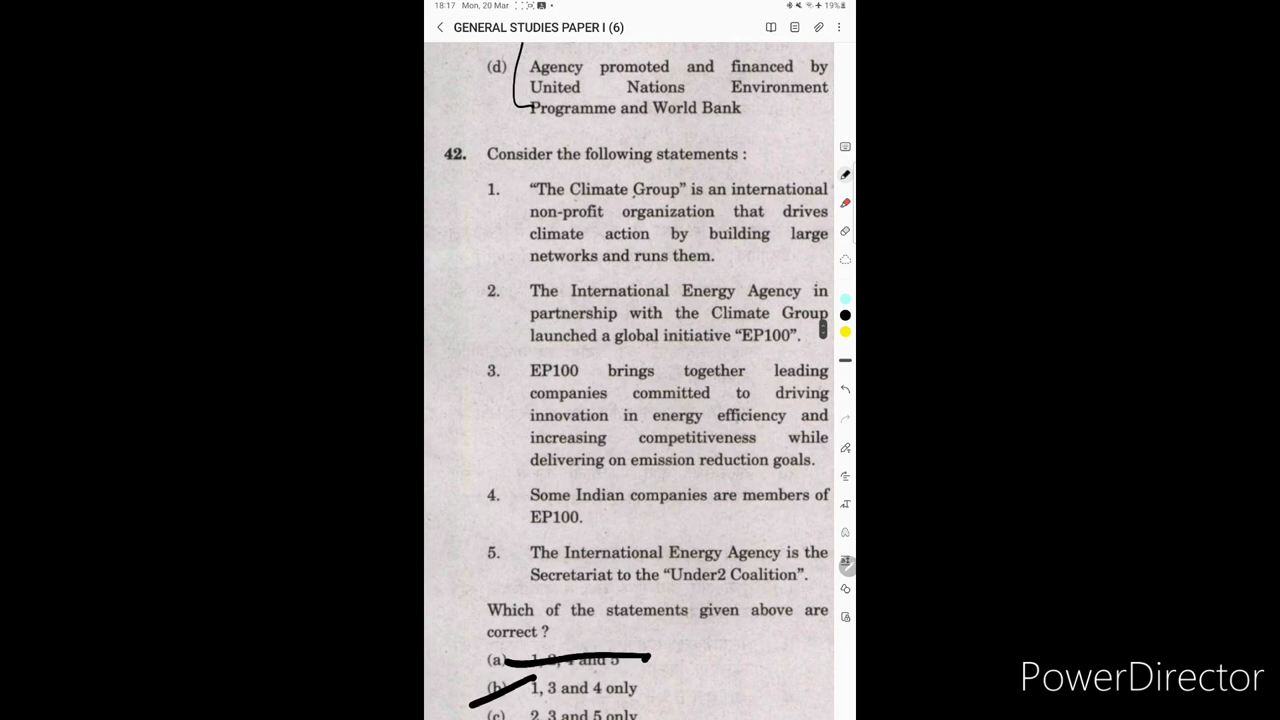 18:17 Mon, 20 Mar
19%
GENERAL STUDIES PAPER I (6)
(d) Agency promoted and financed by
United Nations Environment
Programme and World Bank
42. Consider the following statements :
1. “The Climate Group” is an international
non-profit organization that drives
climate action by building large
networks and runs them.
2. The International Energy Agency in
partnership with the Climate Group
launched a global initiative “EP100”.
3. EP100 brings together leading
companies committed to driving
innovation in energy efficiency and
increasing competitiveness while
delivering on emission reduction goals.
4. Some Indian companies are members of
EP100.
5. The International Energy Agency is the
Secretariat to the “Under2 Coalition”.
Which of the statements given above are
correct ?
(a) and 5
(b) 1, 3 and 4 only
(c) 2, 3 and 5 only
PowerDirector